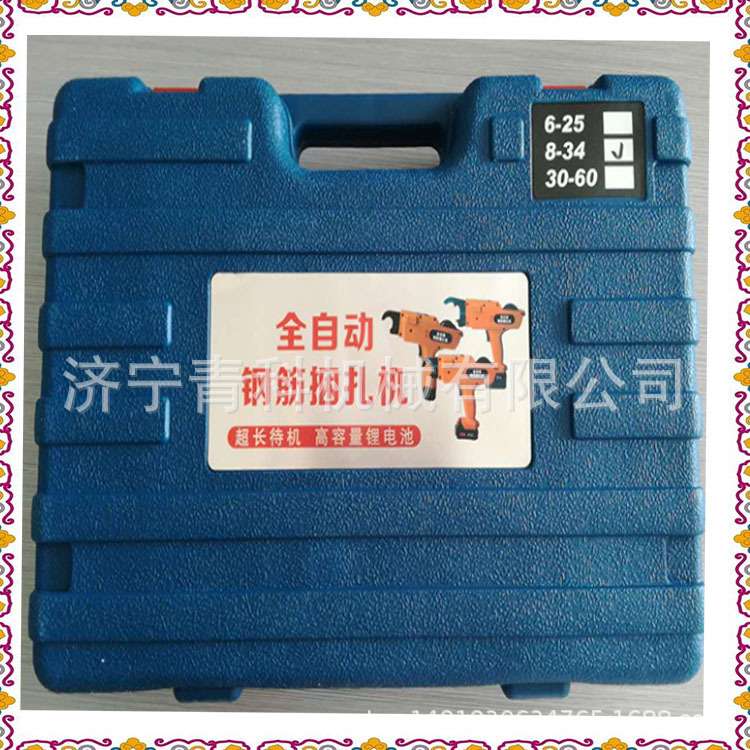 6-25
8-34 √
30-60
全自动
钢筋捆扎机
超长待机 高容量锂电池
济宁青科机械有限公司